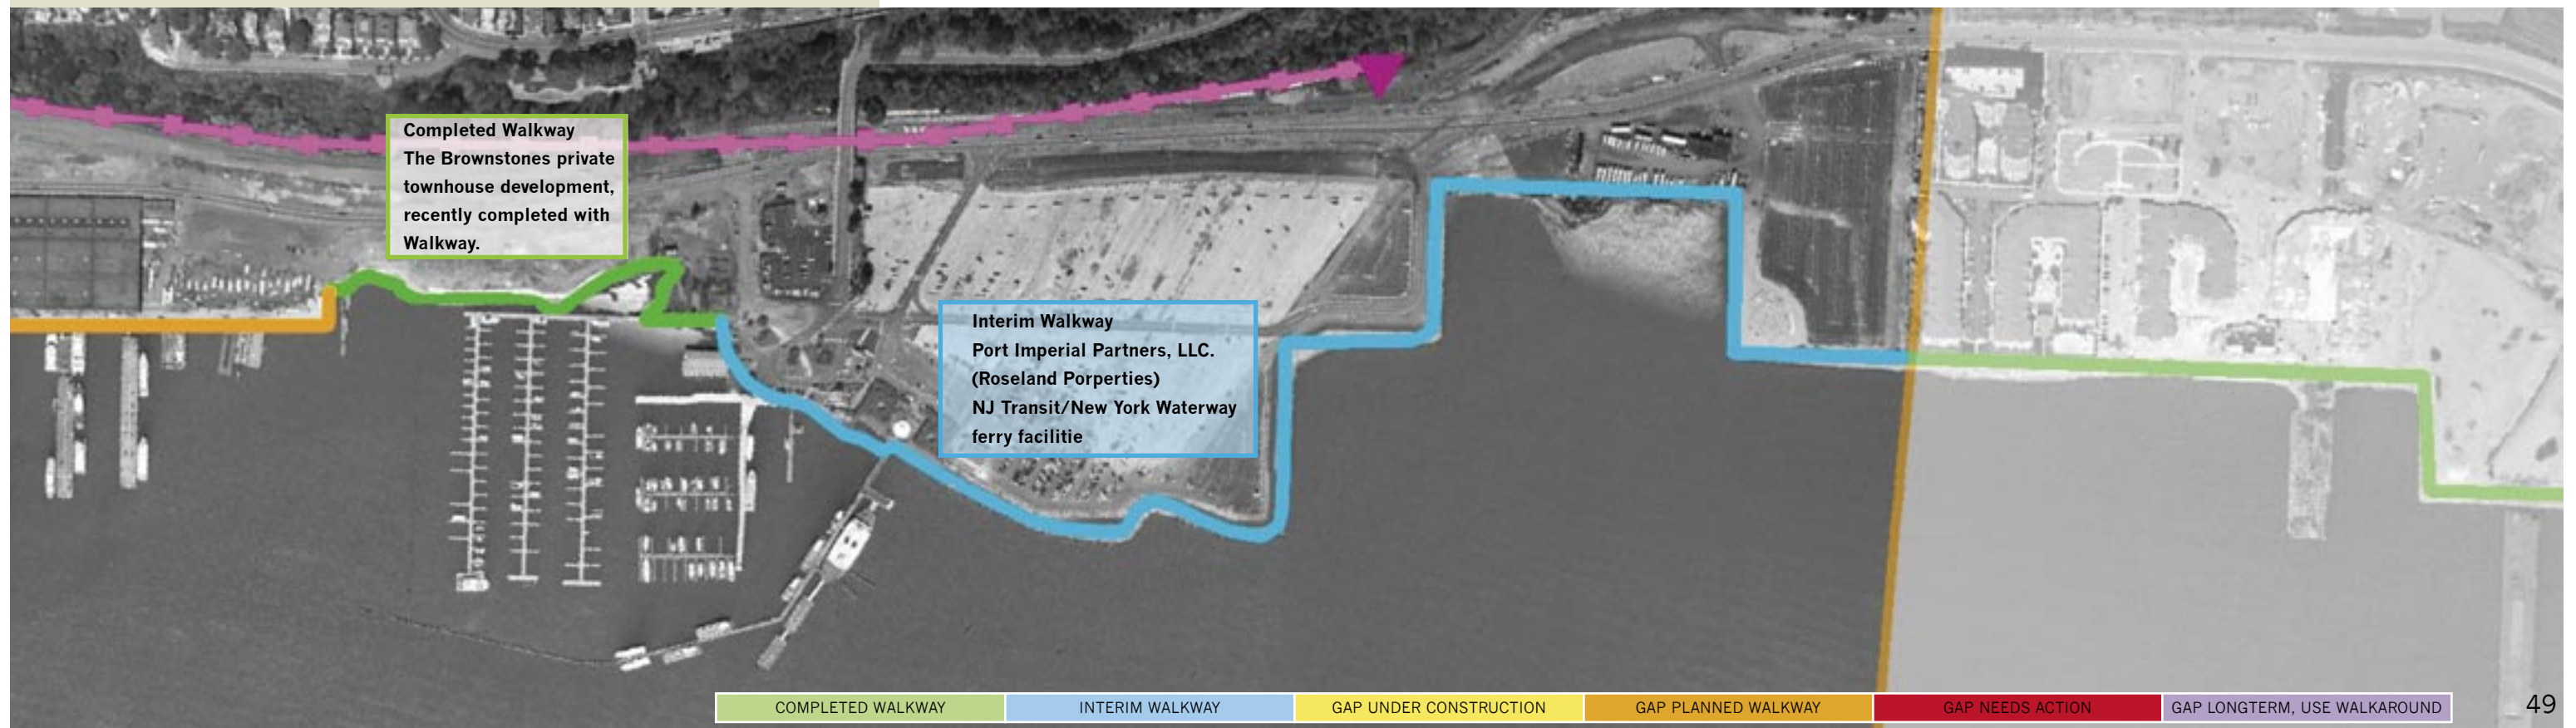 Completed Walkway
The Brownstones private
townhouse development,
recently completed with
Walkway.
Interim Walkway
Port Imperial Partners, LLC.
(Roseland Porperties)
NJ Transit/New York Waterway
ferry facilitie
COMPLETED WALKWAY
INTERIM WALKWAY
GAP UNDER CONSTRUCTION
GAP PLANNED WALKWAY
GAP NEEDS ACTION
GAP LONGTERM, USE WALKAROUND
49